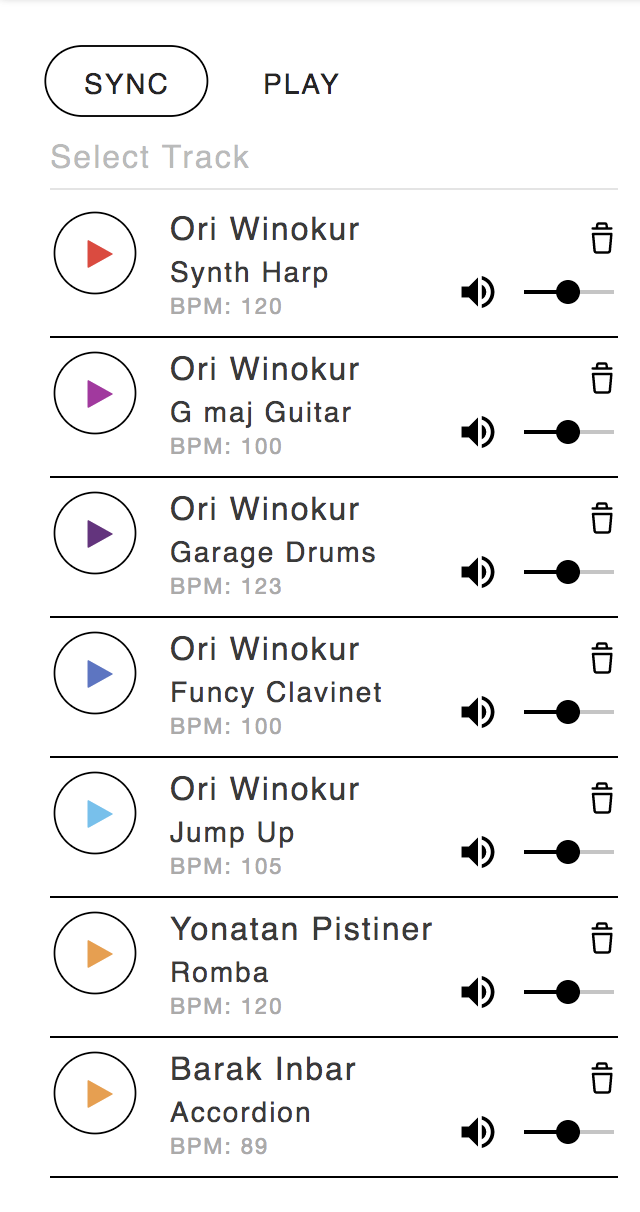 SYNC PLAY
Select Track
Ori Winokur
Synth Harp
BPM: 120
Ori Winokur
G maj Guitar
BPM: 100
Ori Winokur
Garage Drums
BPM: 123
Ori Winokur
Funcy Clavinet
BPM: 100
Ori Winokur
Jump Up
BPM: 105
Yonatan Pistiner
Romba
BPM: 120
Barak Inbar
Accordion
BPM: 89